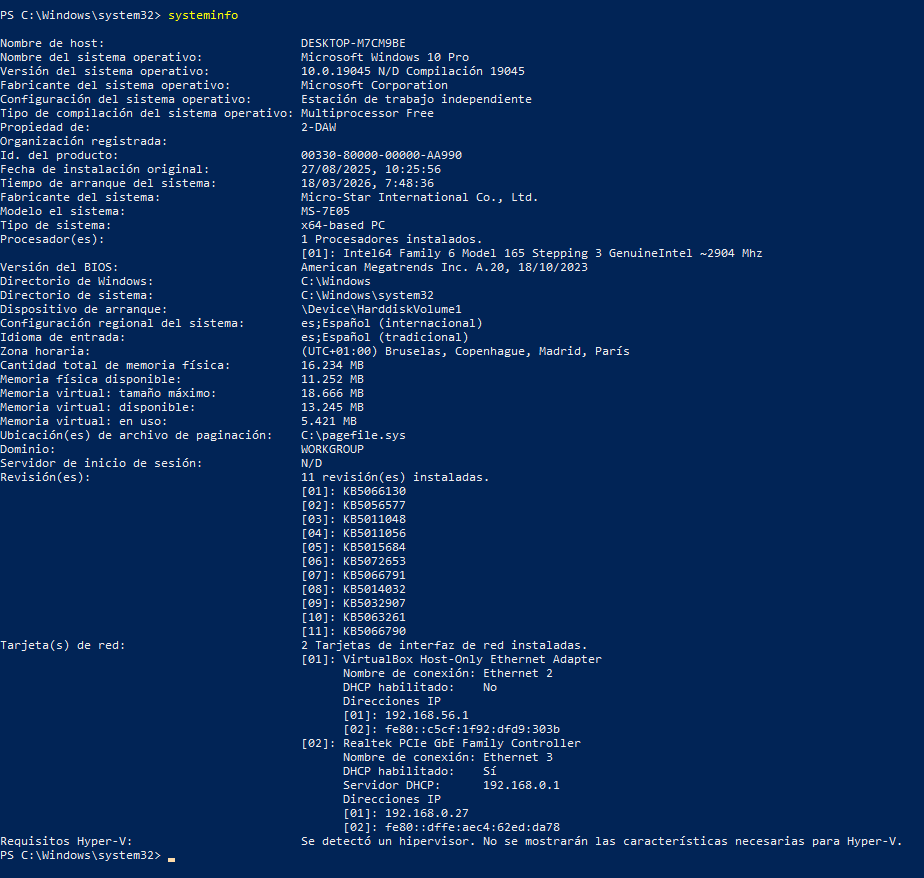 PS C:\Windows\system32> systeminfo
Nombre de host: DESKTOP-M7CM9BE
Nombre del sistema operativo: Microsoft Windows 10 Pro
Versión del sistema operativo: 10.0.19045 N/D Compilación 19045
Fabricante del sistema operativo: Microsoft Corporation
Configuración del sistema operativo: Estación de trabajo independiente
Tipo de compilación del sistema operativo: Multiprocessor Free
Propiedad de: 2-DAW
Organización registrada:
Id. del producto: 00330-80000-00000-AA990
Fecha de instalación original: 27/08/2025, 10:25:56
Tiempo de arranque del sistema: 18/03/2026, 7:48:36
Fabricante del sistema: Micro-Star International Co., Ltd.
Modelo el sistema: MS-7E05
Tipo de sistema: x64-based PC
Procesador(es): 1 Procesadores instalados.
[01]: Intel64 Family 6 Model 165 Stepping 3 GenuineIntel ~2904 Mhz
Versión del BIOS: American Megatrends Inc. A.20, 18/10/2023
Directorio de Windows: C:\Windows
Directorio de sistema: C:\Windows\system32
Dispositivo de arranque: \Device\HarddiskVolume1
Configuración regional del sistema: es;Español (internacional)
Idioma de entrada: es;Español (tradicional)
Zona horaria: (UTC+01:00) Bruselas, Copenhague, Madrid, París
Cantidad total de memoria física: 16.234 MB
Memoria física disponible: 11.252 MB
Memoria virtual: tamaño máximo: 18.666 MB
Memoria virtual: disponible: 13.245 MB
Memoria virtual: en uso: 5.421 MB
Ubicación(es) de archivo de paginación: C:\pagefile.sys
Dominio: WORKGROUP
Servidor de inicio de sesión: N/D
Revisión(es): 11 revisión(es) instaladas.
[01]: KB5066130
[02]: KB5056577
[03]: KB5011048
[04]: KB5011056
[05]: KB5015684
[06]: KB5072653
[07]: KB5066791
[08]: KB5014032
[09]: KB5032907
[10]: KB5063261
[11]: KB5066790
Tarjeta(s) de red: 2 Tarjetas de interfaz de red instaladas.
[01]: VirtualBox Host-Only Ethernet Adapter
Nombre de conexión: Ethernet 2
DHCP habilitado: No
Direcciones IP
[01]: 192.168.56.1
[02]: fe80::c5cf:1f92:dfd9:303b
[02]: Realtek PCIe GbE Family Controller
Nombre de conexión: Ethernet 3
DHCP habilitado: Sí
Servidor DHCP: 192.168.0.1
Direcciones IP
[01]: 192.168.0.27
[02]: fe80::dffe:aec4:62ed:da78
Requisitos Hyper-V: Se detectó un hipervisor. No se mostrarán las características necesarias para Hyper-V.
PS C:\Windows\system32>